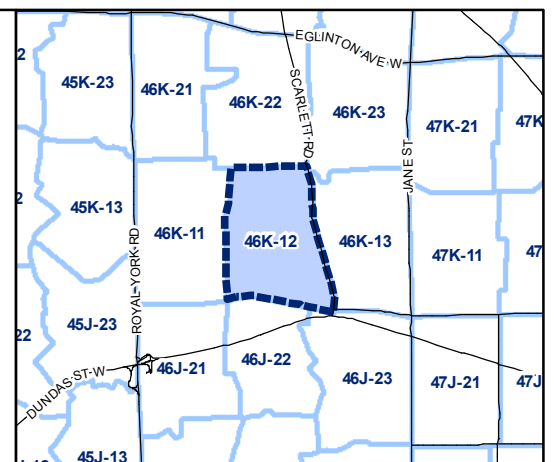 EGLINTON AVE W
2
45K-23
46K-21
46K-22
SCARLETT RD
46K-23
47K-21
47K
JANE ST
2
45K-13
46K-11
46K-12
46K-13
47K-11
47
ROYAL YORK RD
22
45J-23
46J-21
46J-22
46J-23
47J-21
47J
DUNDAS ST W
45J-13